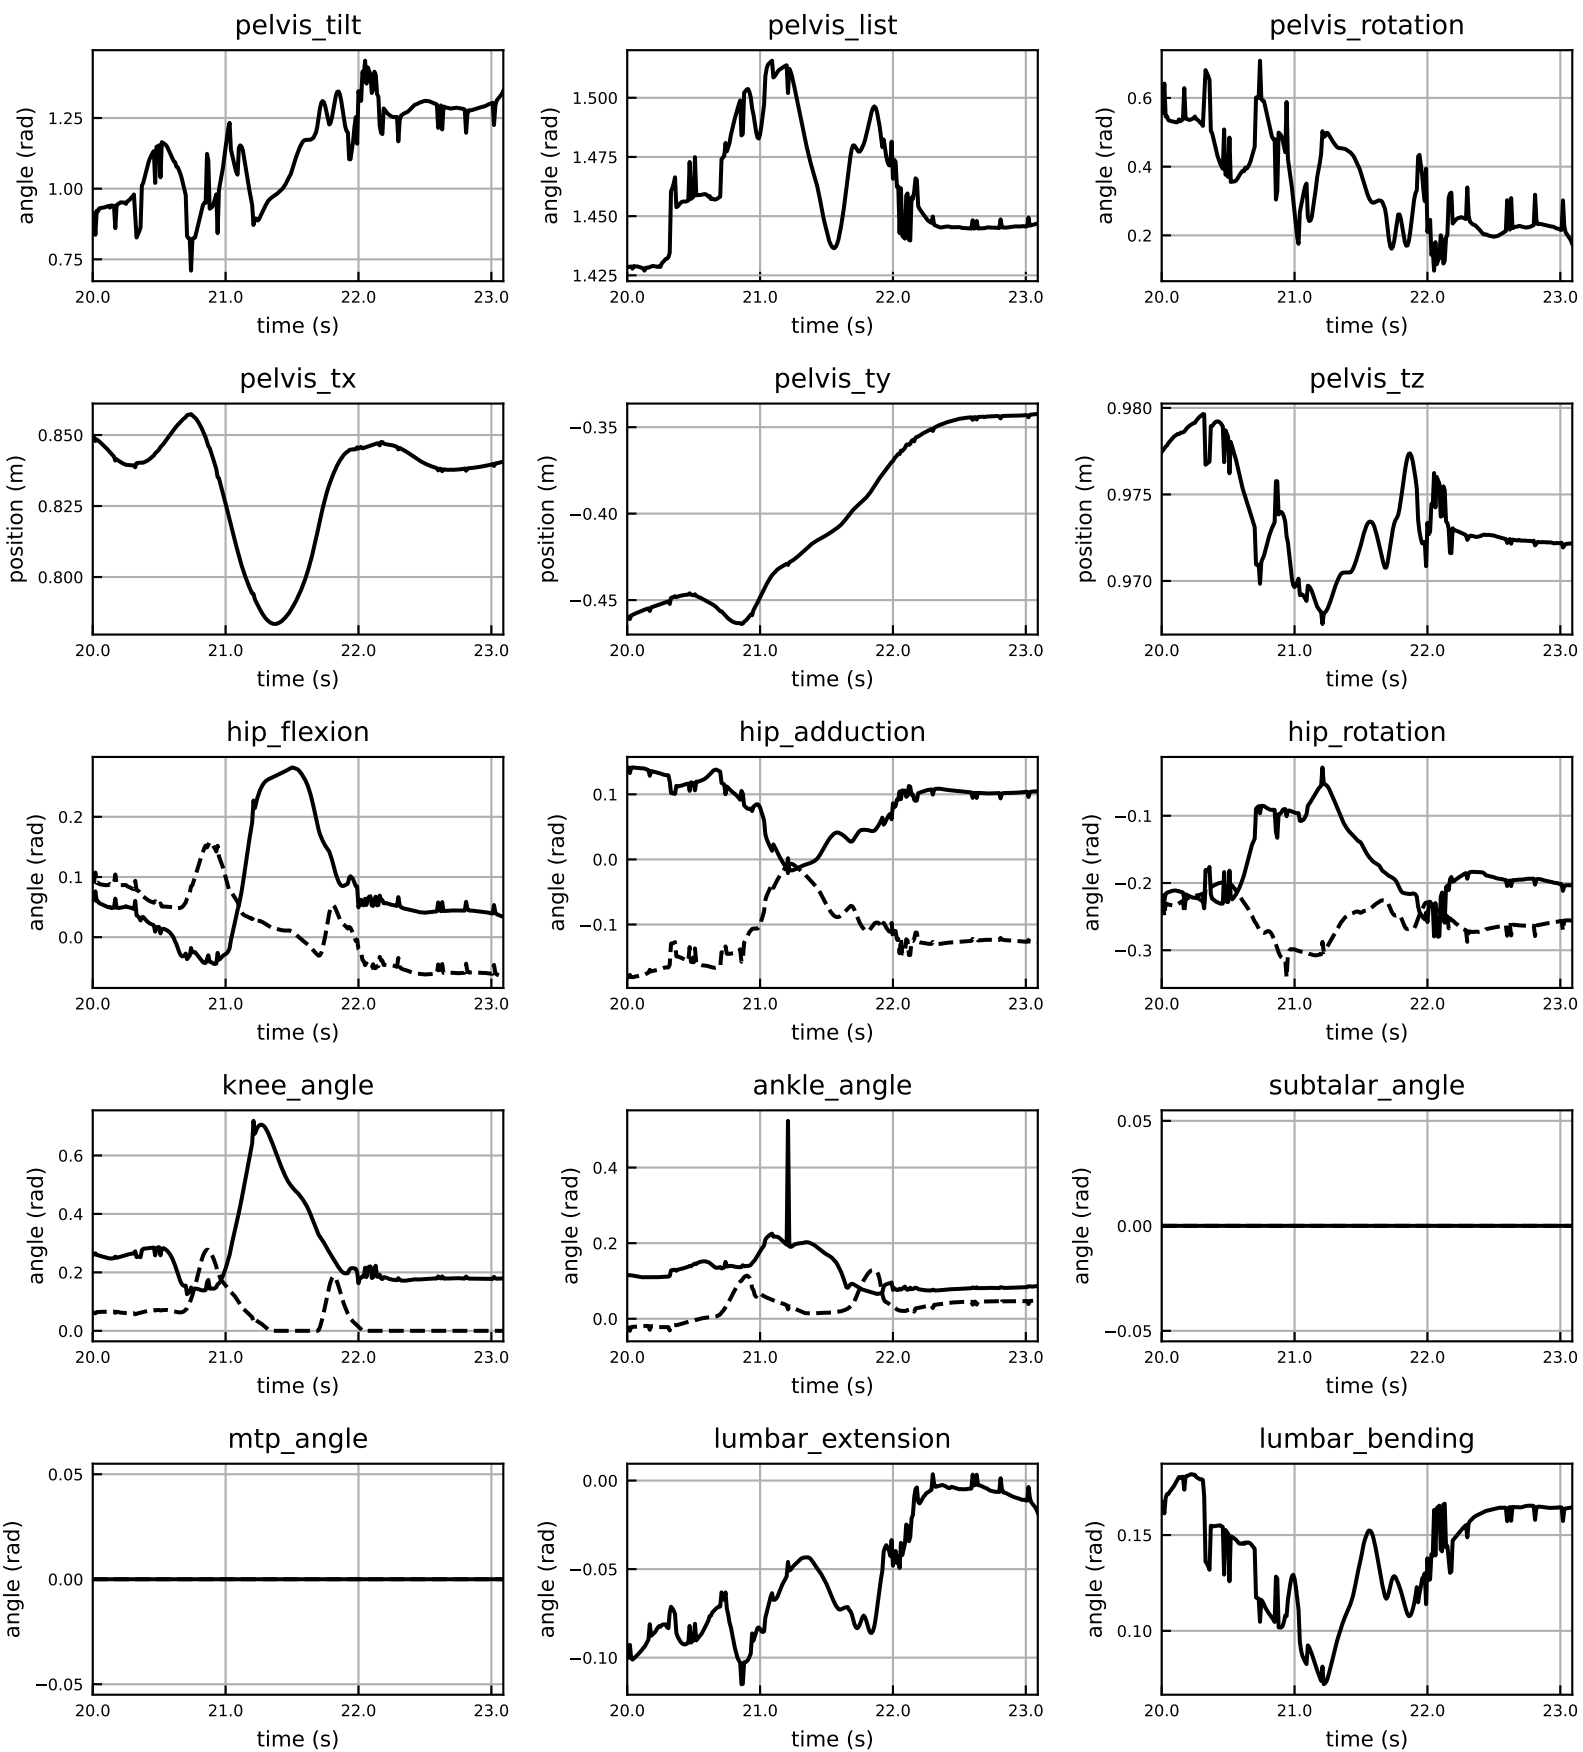 pelvis_tilt
angle (rad)
1.25
1.00
0.75
20.0 21.0 22.0 23.0
time (s)
pelvis_list
angle (rad)
1.500
1.475
1.450
1.425
20.0 21.0 22.0 23.0
time (s)
pelvis_rotation
angle (rad)
0.6
0.4
0.2
20.0 21.0 22.0 23.0
time (s)
pelvis_tx
position (m)
0.850
0.825
0.800
20.0 21.0 22.0 23.0
time (s)
pelvis_ty
position (m)
−0.35
−0.40
−0.45
20.0 21.0 22.0 23.0
time (s)
pelvis_tz
position (m)
0.980
0.975
0.970
20.0 21.0 22.0 23.0
time (s)
hip_flexion
angle (rad)
0.2
0.1
0.0
20.0 21.0 22.0 23.0
time (s)
hip_adduction
angle (rad)
0.1
0.0
−0.1
20.0 21.0 22.0 23.0
time (s)
hip_rotation
angle (rad)
−0.1
−0.2
−0.3
20.0 21.0 22.0 23.0
time (s)
knee_angle
angle (rad)
0.6
0.4
0.2
0.0
20.0 21.0 22.0 23.0
time (s)
ankle_angle
angle (rad)
0.4
0.2
0.0
20.0 21.0 22.0 23.0
time (s)
subtalar_angle
angle (rad)
0.05
0.00
−0.05
20.0 21.0 22.0 23.0
time (s)
mtp_angle
angle (rad)
0.05
0.00
−0.05
20.0 21.0 22.0 23.0
time (s)
lumbar_extension
angle (rad)
0.00
−0.05
−0.10
20.0 21.0 22.0 23.0
time (s)
lumbar_bending
angle (rad)
0.15
0.10
20.0 21.0 22.0 23.0
time (s)